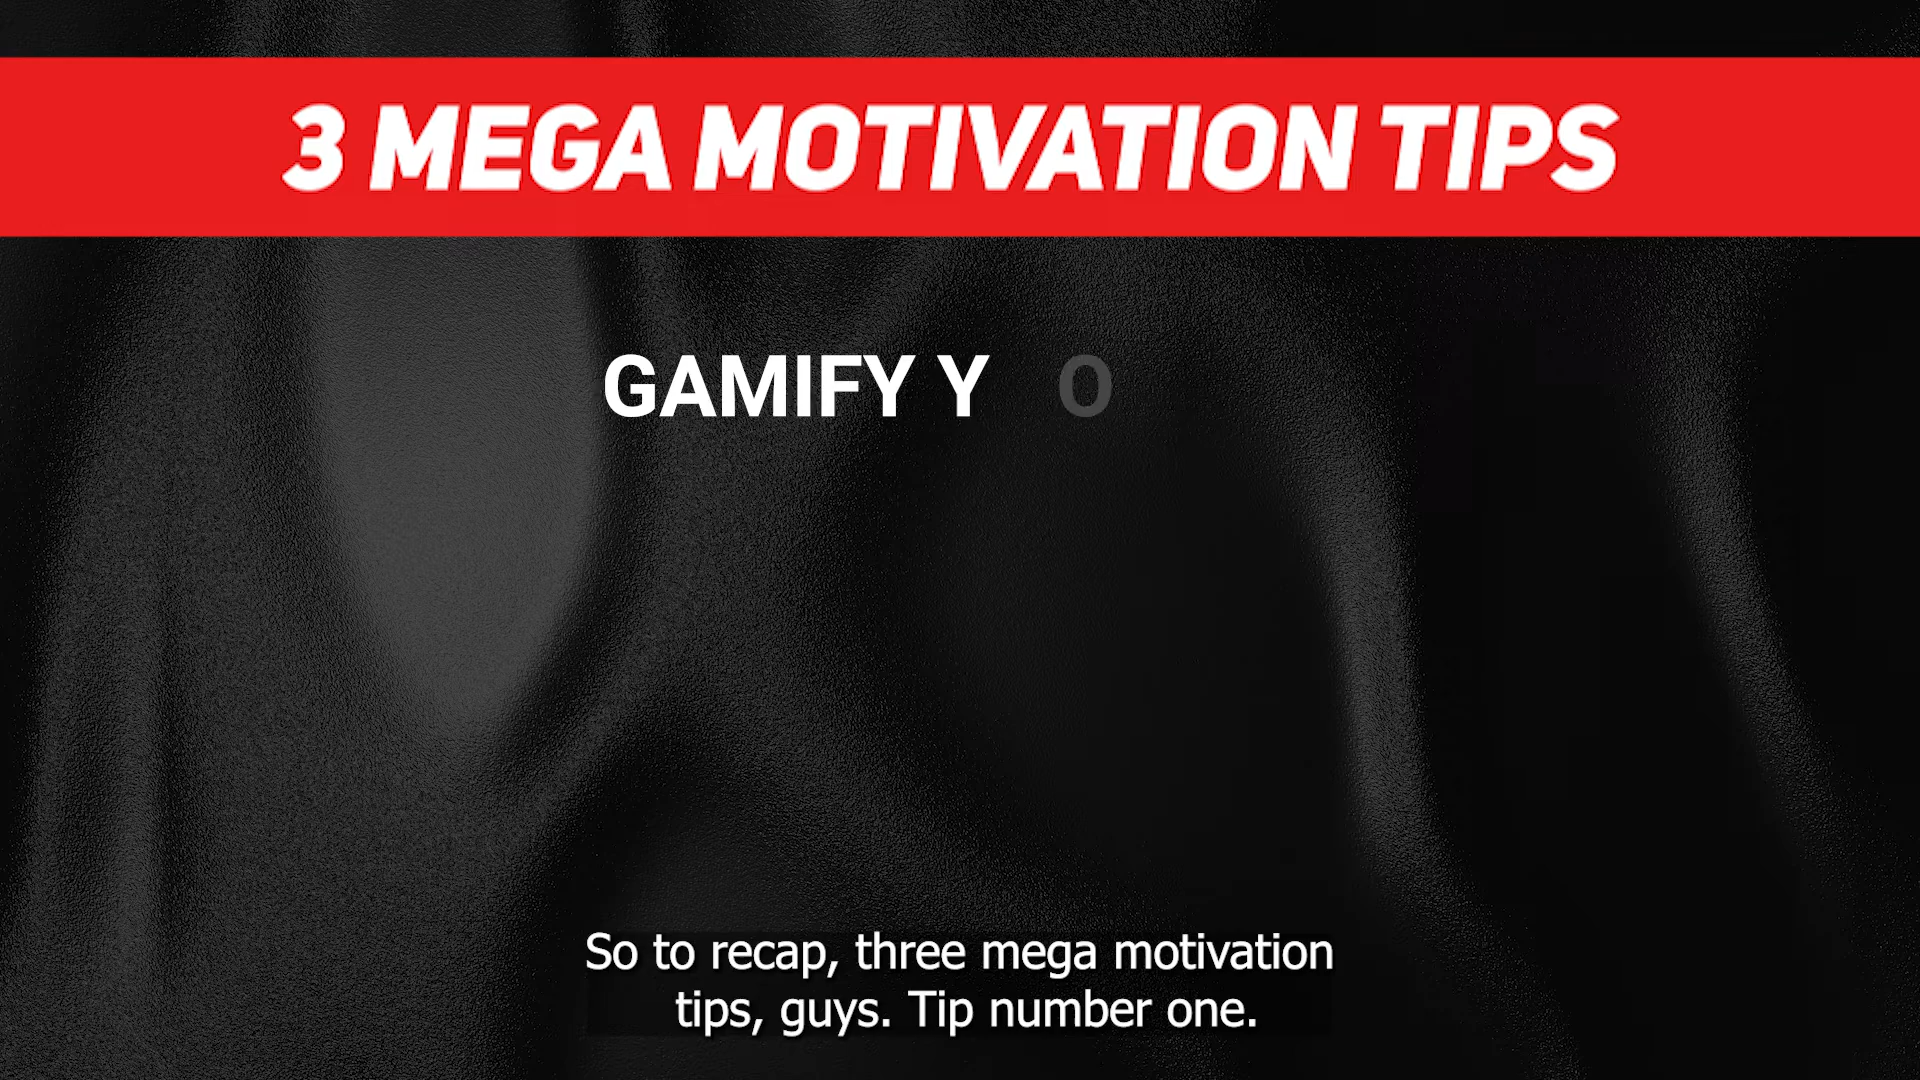 3 MEGA MOTIVATION TIPS
GAMIFY Y O
So to recap, three mega motivation
tips, guys. Tip number one.